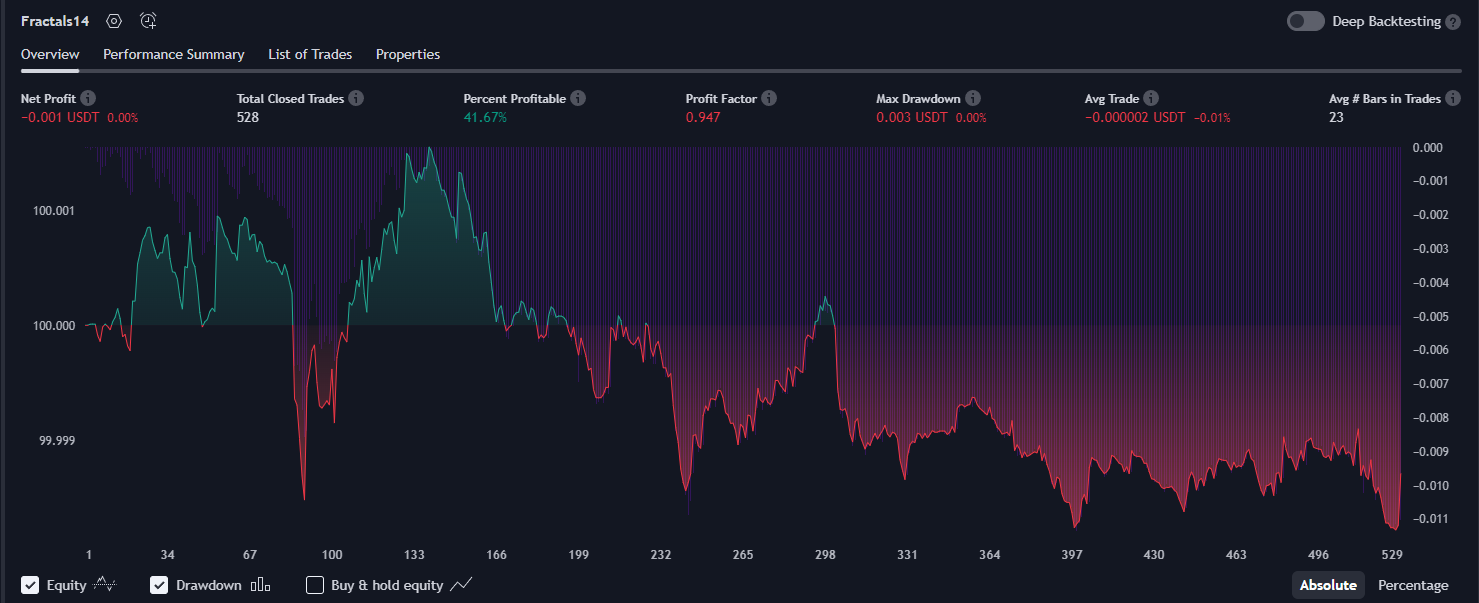 Fractals14
Deep Backtesting ?
Overview Performance Summary List of Trades Properties
Net Profit Total Closed Trades Percent Profitable Profit Factor Max Drawdown Avg Trade Avg # Bars in Trades
−0.001 USDT 0.00% 528 41.67% 0.947 0.003 USDT 0.00% −0.000002 USDT −0.01% 23
0.000
−0.001
100.001
−0.002
−0.003
−0.004
−0.005
100.000
−0.006
−0.007
−0.008
99.999
−0.009
−0.010
−0.011
1 34 67 100 133 166 199 232 265 298 331 364 397 430 463 496 529
Equity Drawdown Buy & hold equity Absolute Percentage